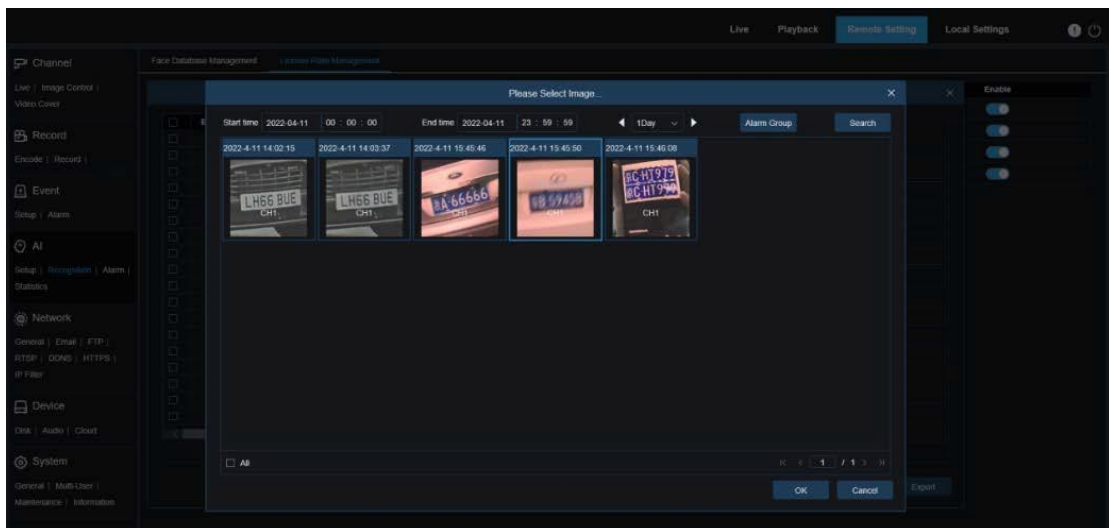 Live Playback Remote Setting Local Settings
Channel
Live | Image Control |
Video Cover
Record
Encode | Record |
Event
Setup | Alarm
AI
Setup | Recognition | Alarm |
Statistics
Network
General | Email | FTP |
RTSP | DDNS | HTTPS |
IP Filter
Device
Disk | Audio | Cloud
System
General | Multi-User |
Maintenance | Information
Face Database Management License Plate Management
Enable
Please Select Image...
Start time 2022-04-11 00 : 00 : 00 End time 2022-04-11 23 : 59 : 59 1Day Alarm Group Search
2022-4-11 14:02:15 2022-4-11 14:03:37 2022-4-11 15:45:46 2022-4-11 15:45:50 2022-4-11 15:46:08
LH66 BUE
CH1
LH66 BUE
CH1
A 66666
CH1
CH1
CH1
All
1 / 1
OK Cancel
Export